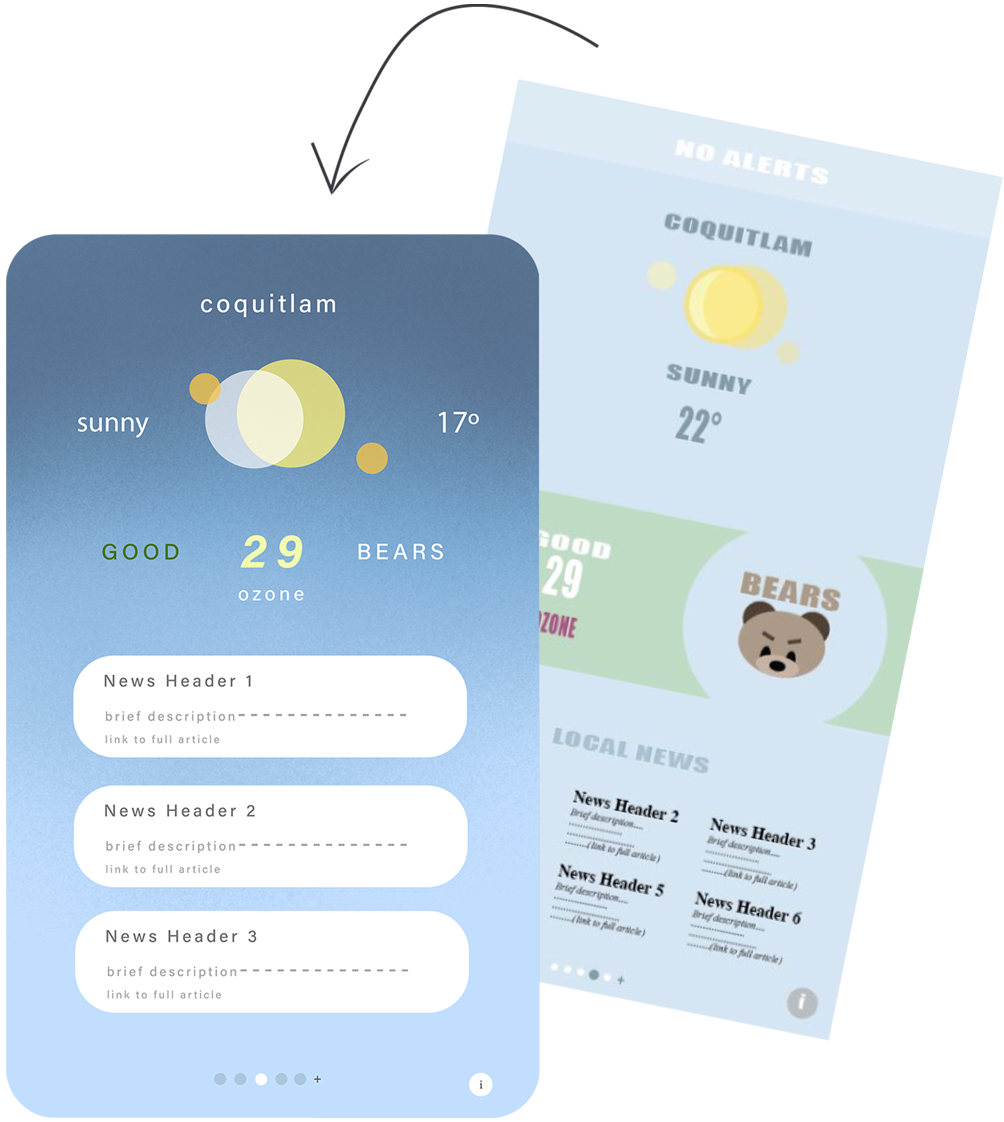 coquitlam
sunny
17º
GOOD
29
BEARS
ozone
News Header 1
brief description--------------
link to full article
News Header 2
brief description--------------
link to full article
News Header 3
brief description--------------
link to full article
+
i
NO ALERTS
COQUITLAM
SUNNY
22°
GOOD
29
OZONE
BEARS
LOCAL NEWS
News Header 2
Brief description.....
........(link to full article)
News Header 3
Brief description.....
........(link to full article)
News Header 5
Brief description.....
........(link to full article)
News Header 6
Brief description.....
........(link to full article)
+
i